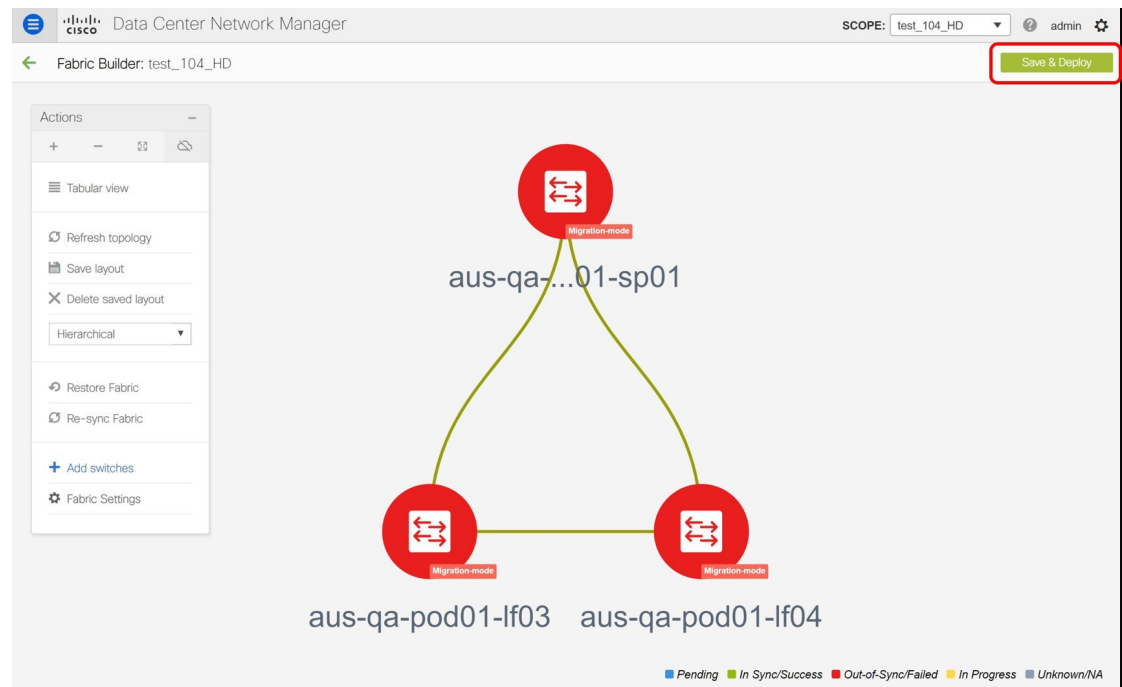 cisco Data Center Network Manager SCOPE: test_104_HD admin
Fabric Builder: test_104_HD Save & Deploy
Actions
Tabular view
Refresh topology
Save layout
Delete saved layout
Hierarchical
Restore Fabric
Re-sync Fabric
Add switches
Fabric Settings
Migration-mode
aus-qa-...01-sp01
Migration-mode Migration-mode
aus-qa-pod01-lf03 aus-qa-pod01-lf04
Pending In Sync/Success Out-of-Sync/Failed In Progress Unknown/NA